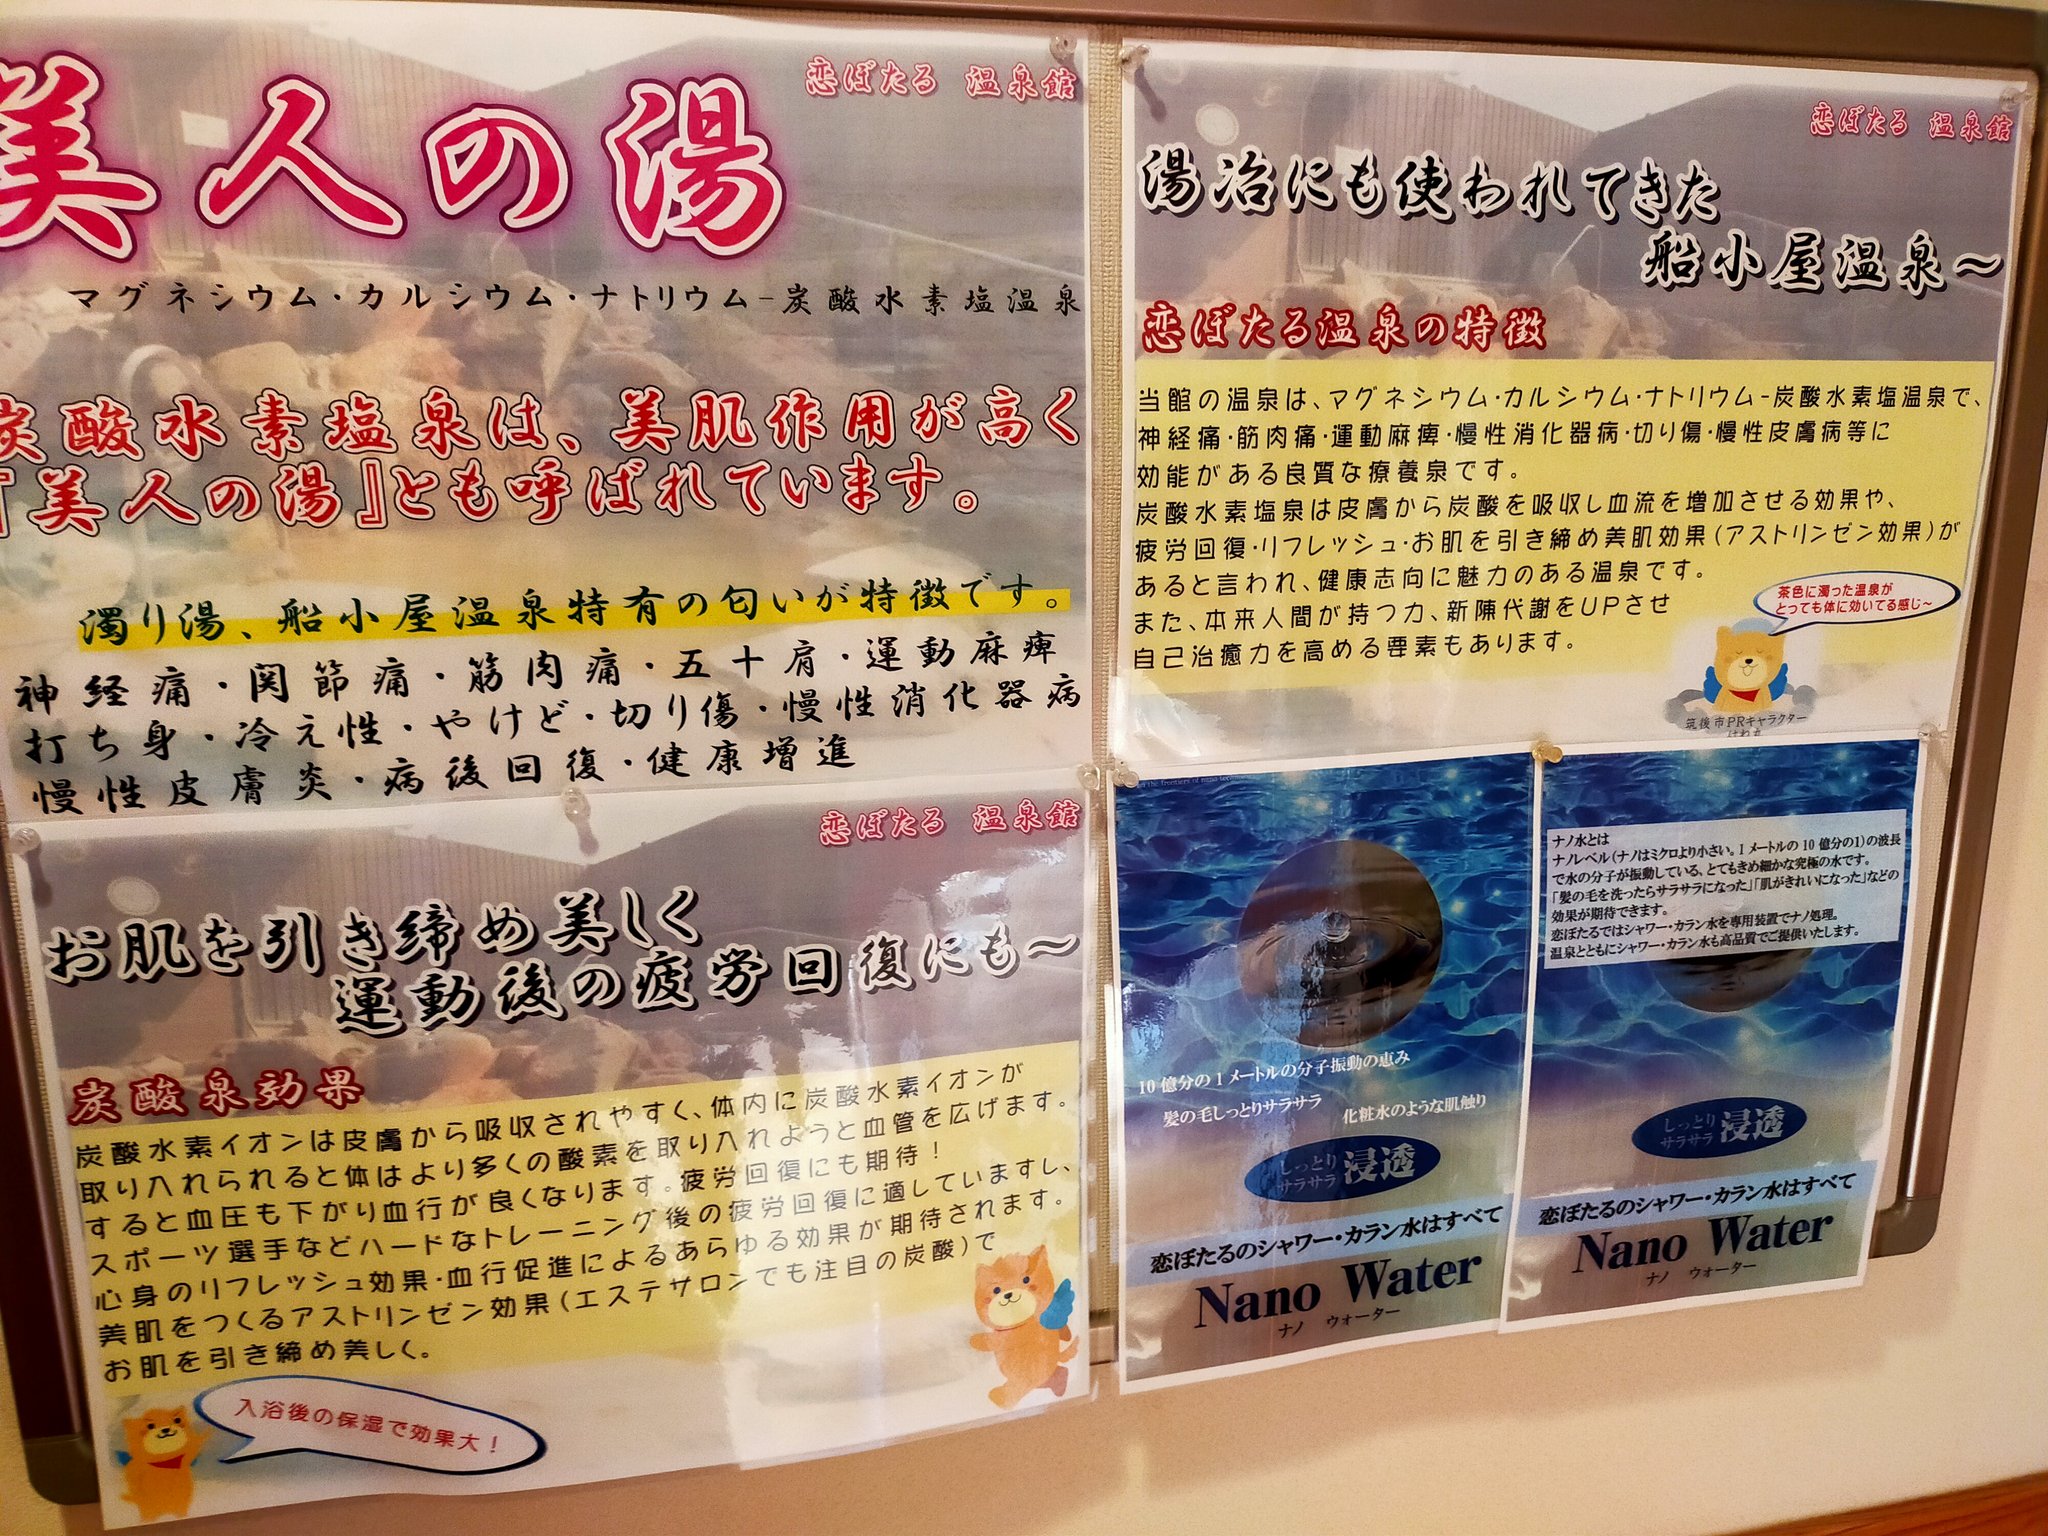 恋ぼたる 温泉館
美人の湯
マグネシウム・カルシウム・ナトリウム-炭酸水素塩温泉
炭酸水素塩泉は、美肌作用が高く
『美人の湯』とも呼ばれています。
濁り湯、船小屋温泉特有の匂いが特徴です。
神経痛・関節痛・筋肉痛・五十肩・運動麻痺
打ち身・冷え性・やけど・切り傷・慢性消化器病
慢性皮膚炎・病後回復・健康増進
恋ぼたる 温泉館
お肌を引き締め美しく
運動後の疲労回復にも～
炭酸泉効果
炭酸水素イオンは皮膚から吸収されやすく、体内に炭酸水素イオンが
取り入れられると体はより多くの酸素を取り入れようと血管を広げます。
すると血圧も下がり血行が良くなります。疲労回復にも期待！
スポーツ選手などハードなトレーニング後の疲労回復に適していますし、
心身のリフレッシュ効果・血行促進によるあらゆる効果が期待されます。
美肌をつくるアストリンゼン効果(エステサロンでも注目の炭酸)で
お肌を引き締め美しく。
入浴後の保湿で効果大！
恋ぼたる 温泉館
湯治にも使われてきた
船小屋温泉～
恋ぼたる温泉の特徴
当館の温泉は、マグネシウム・カルシウム・ナトリウム-炭酸水素塩温泉で、
神経痛・筋肉痛・運動麻痺・慢性消化器病・切り傷・慢性皮膚病等に
効能がある良質な療養泉です。
炭酸水素塩泉は皮膚から炭酸を吸収し血流を増加させる効果や、
疲労回復・リフレッシュ・お肌を引き締め美肌効果(アストリンゼン効果)が
あると言われ、健康志向に魅力のある温泉です。
また、本来人間が持つ力、新陳代謝をUPさせ
自己治癒力を高める要素もあります。
茶色に濁った温泉が
とっても体に効いてる感じ～
筑後市PRキャラクター
はね丸
the frontiers of nano
10 億分の 1 メートルの分子振動の恵み
髪の毛しっとりサラサラ 化粧水のような肌触り
しっとり
サラサラ 浸透
恋ぼたるのシャワー・カラン水はすべて
Nano Water
ナノ ウォーター
ナノ水とは
ナノレベル(ナノはミクロより小さい。1 メートルの 10 億分の1)の波長
で水の分子が振動している、とてもきめ細かな究極の水です。
「髪の毛を洗ったらサラサラになった」「肌がきれいになった」などの
効果が期待できます。
恋ぼたるではシャワー・カラン水を専用装置でナノ処理。
温泉とともにシャワー・カラン水も高品質でご提供いたします。
しっとり
サラサラ 浸透
恋ぼたるのシャワー・カラン水はすべて
Nano Water
ナノ ウォーター